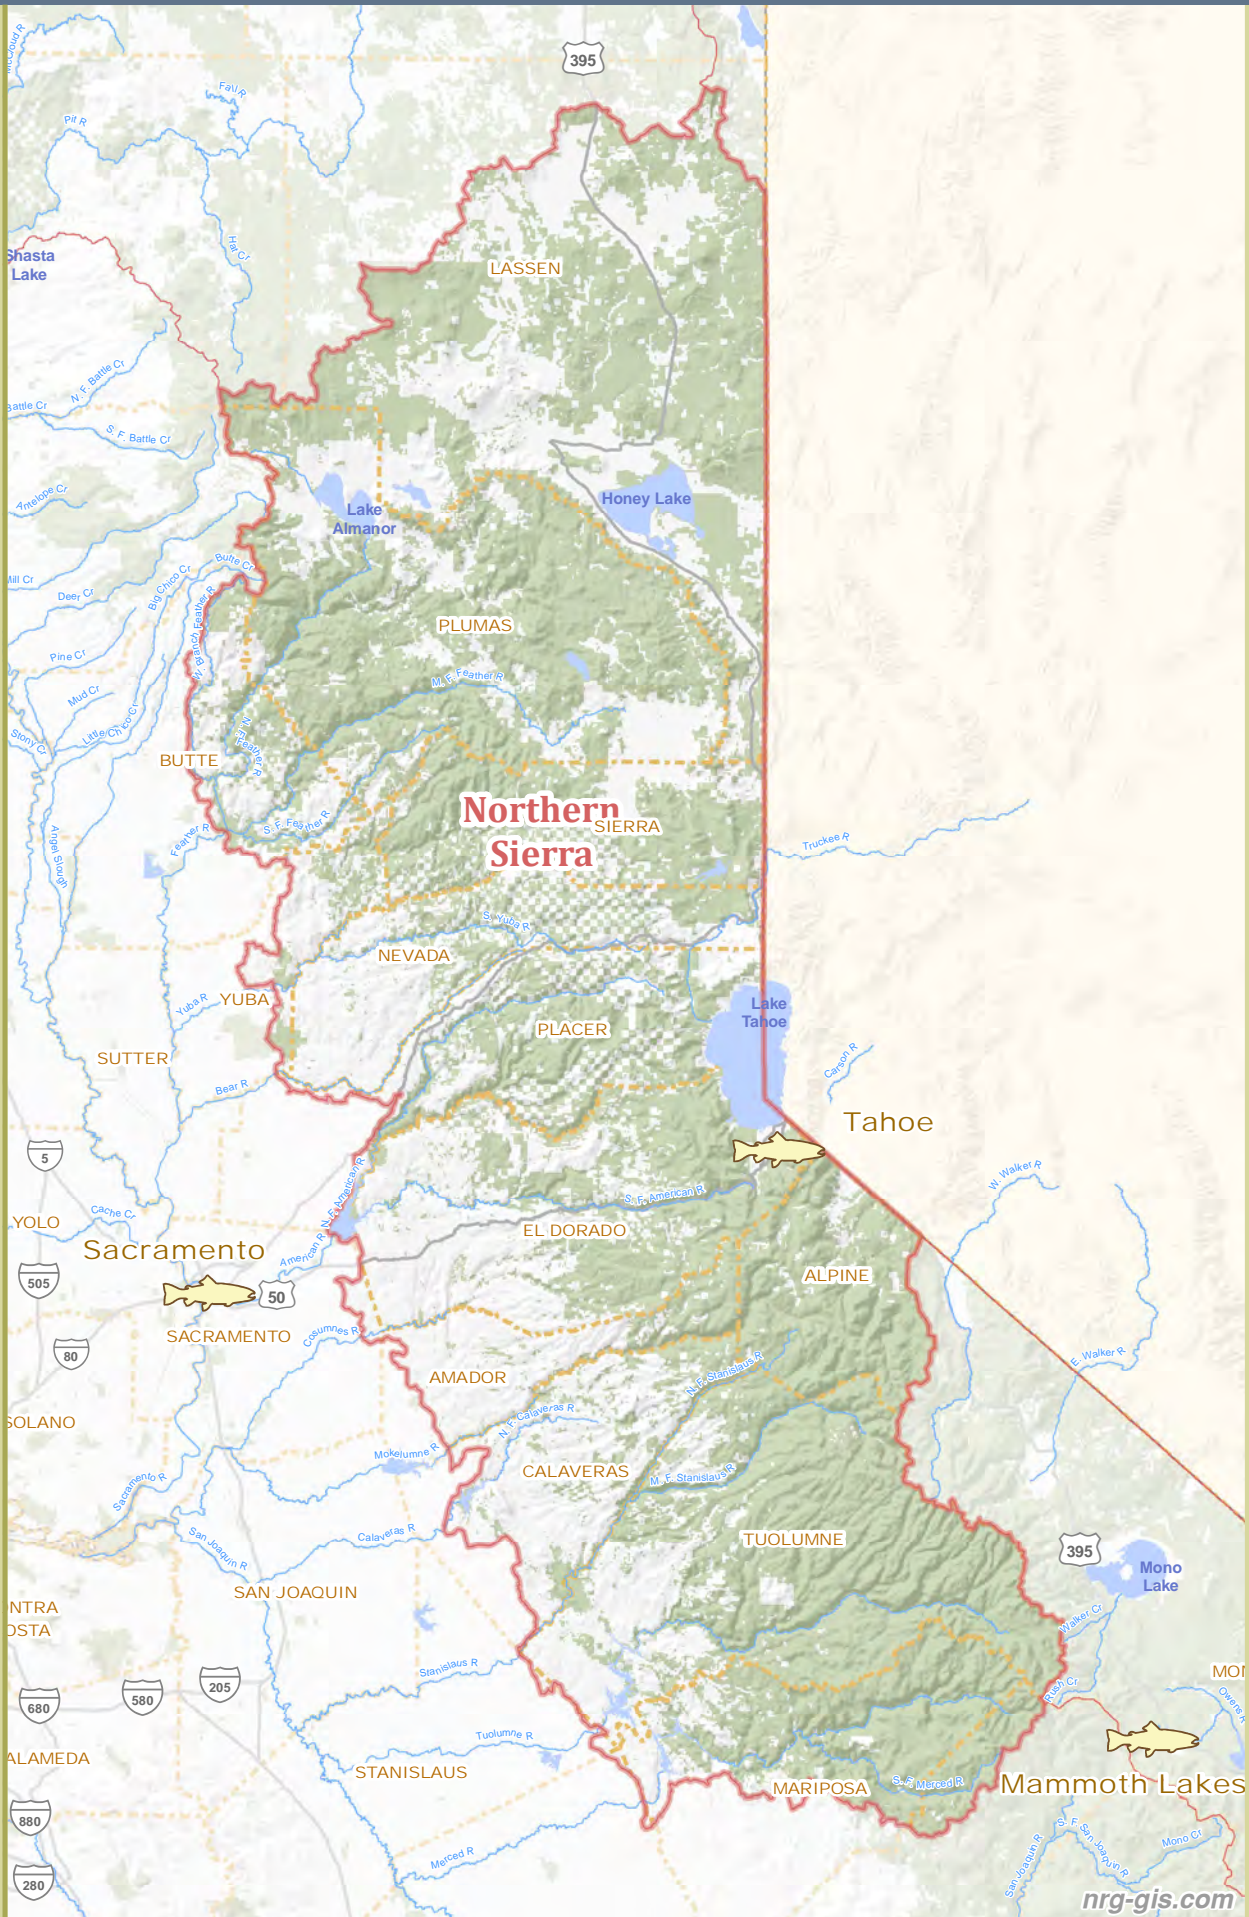 McCloud R
395
Fall R
Pit R
Hat Cr
Shasta
Lake
LASSEN
N. F. Battle Cr
Battle Cr
S. F. Battle Cr
Antelope Cr
Lake
Almanor
Honey Lake
Mill Cr
Deer Cr
Big Chico Cr
Butte Cr
W. Branch Feather R
PLUMAS
Pine Cr
Mud Cr
M. F. Feather R
Little Chico Cr
Stony Cr
N. F. Feather R
BUTTE
Northern
Sierra
SIERRA
S. F. Feather R
Feather R
Truckee R
Angel Slough
S. Yuba R
NEVADA
YUBA
Yuba R
Lake
Tahoe
PLACER
SUTTER
Carson R
Bear R
Tahoe
5
N. F. American R
W. Walker R
S. F. American R
Cache Cr
YOLO
EL DORADO
Sacramento
American R
ALPINE
505
50
SACRAMENTO
Cosumnes R
80
E. Walker R
N. F. Stanislaus R
AMADOR
SOLANO
N. F. Calaveras R
Mokelumne R
CALAVERAS
M. F. Stanislaus R
Sacramento R
Calaveras R
San Joaquin R
TUOLUMNE
395
Mono
Lake
SAN JOAQUIN
NTRA
OSTA
Walker Cr
Stanislaus R
MON
205
580
680
Rush Cr
Owens R
Tuolumne R
ALAMEDA
STANISLAUS
S. F. Merced R
MARIPOSA
Mammoth Lakes
880
S. F. San Joaquin R
Mono Cr
Merced R
San Joaquin R
280
nrg-gis.com